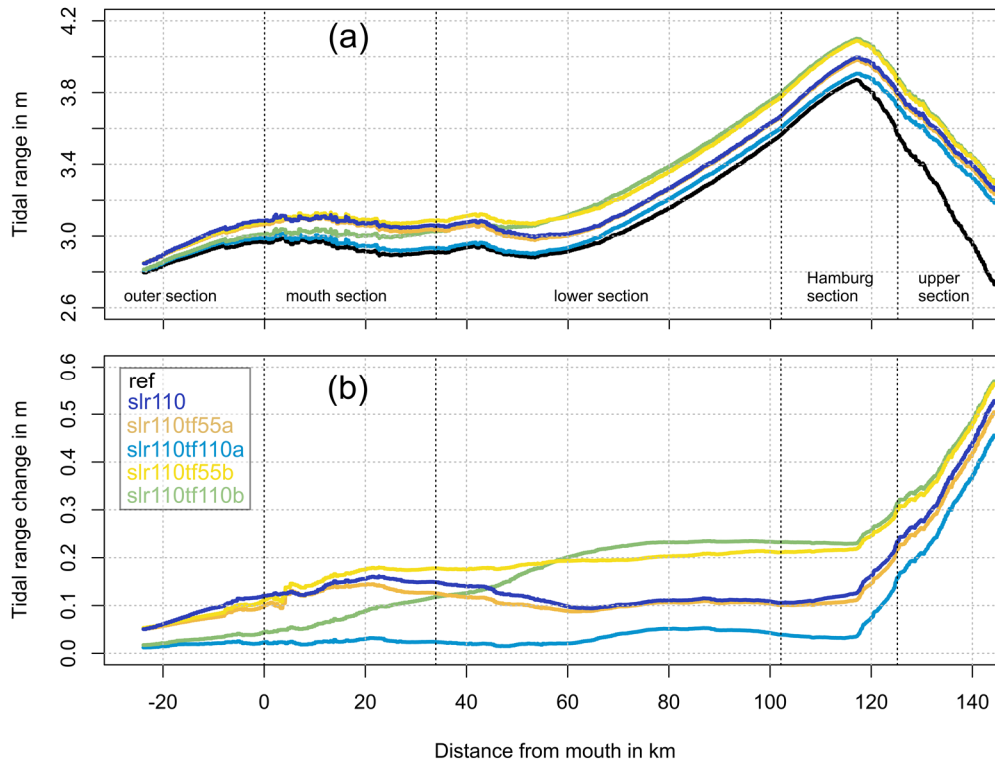 4.2
3.8
3.4
3.0
2.6
Tidal range in m
(a)
outer section
mouth section
lower section
Hamburg
section
upper
section
0.6
0.5
0.4
0.3
0.2
0.1
0.0
Tidal range change in m
(b)
ref
slr110
slr110tf55a
slr110tf110a
slr110tf55b
slr110tf110b
-20 0 20 40 60 80 100 120 140
Distance from mouth in km